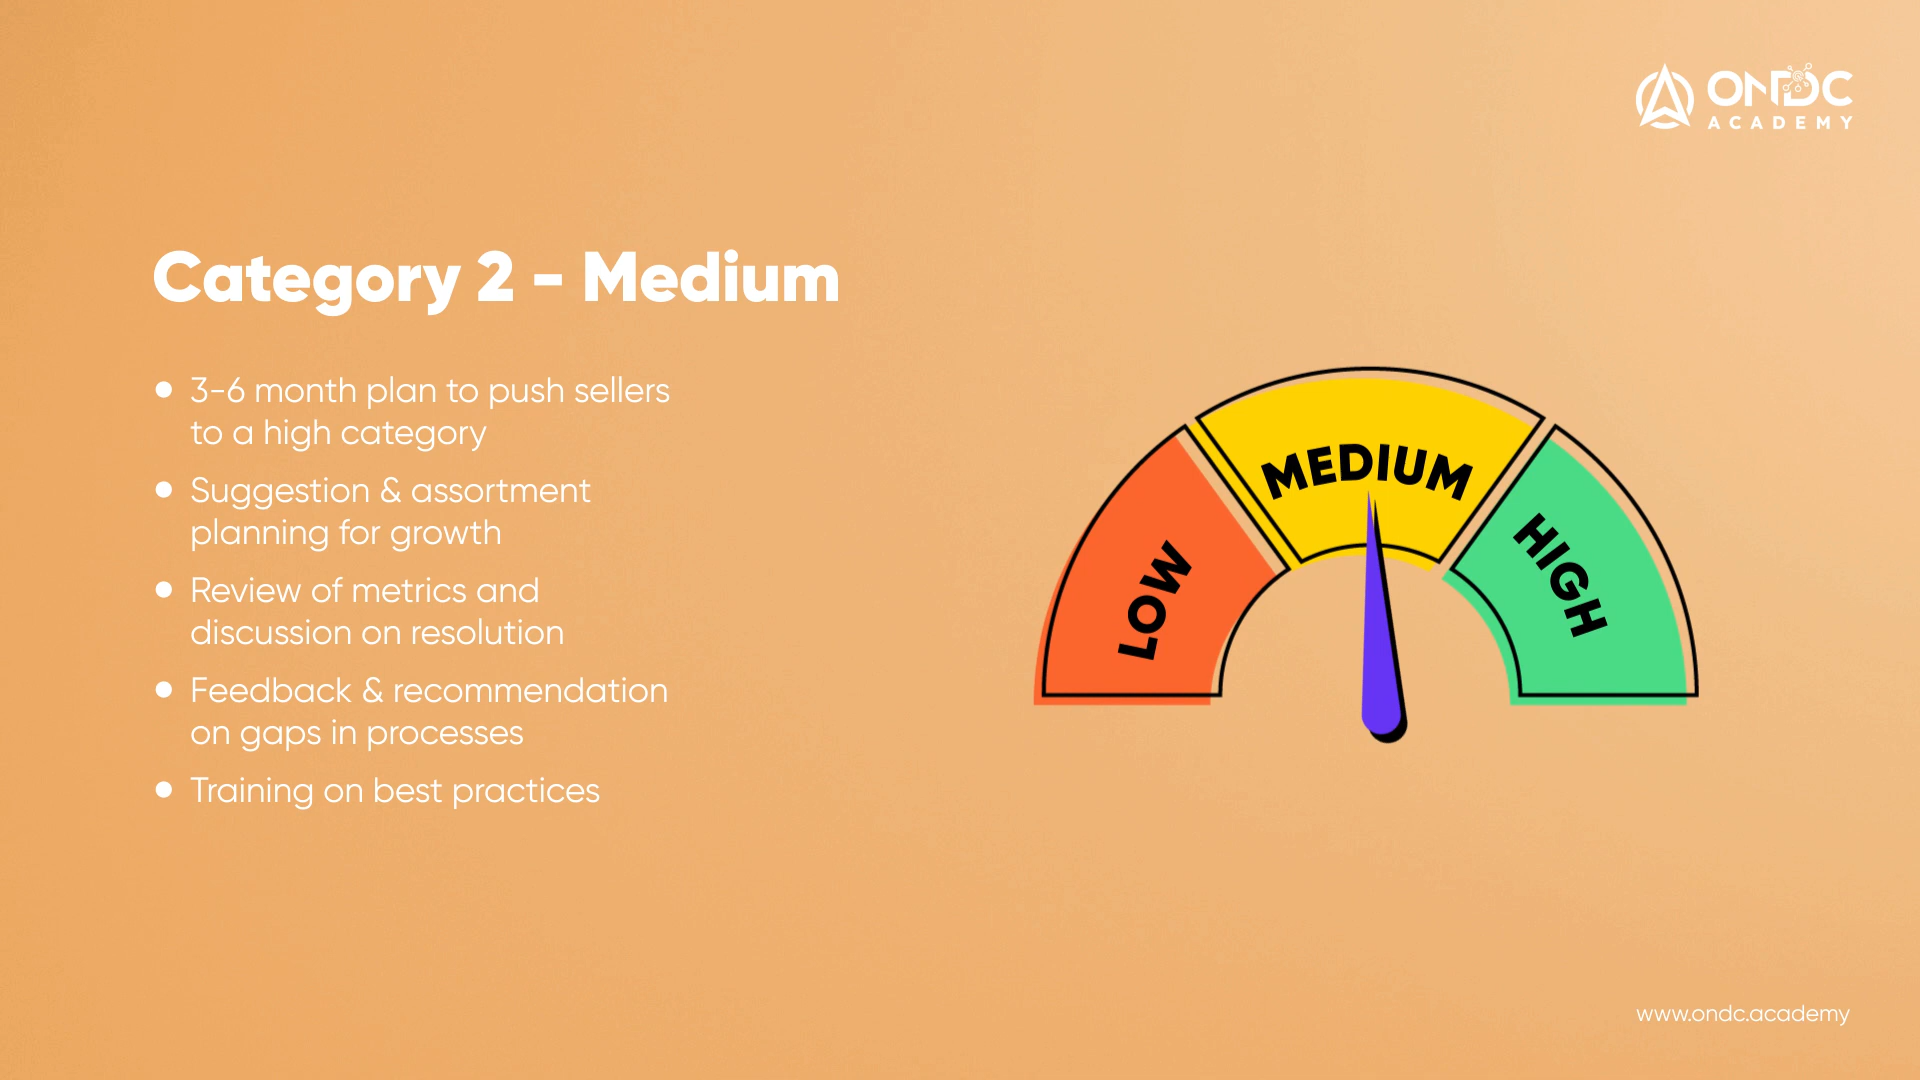 ONDC
ACADEMY
Category 2 - Medium
3-6 month plan to push sellers
to a high category
Suggestion & assortment
planning for growth
Review of metrics and
discussion on resolution
Feedback & recommendation
on gaps in processes
Training on best practices
LOW
MEDIUM
HIGH
www.ondc.academy